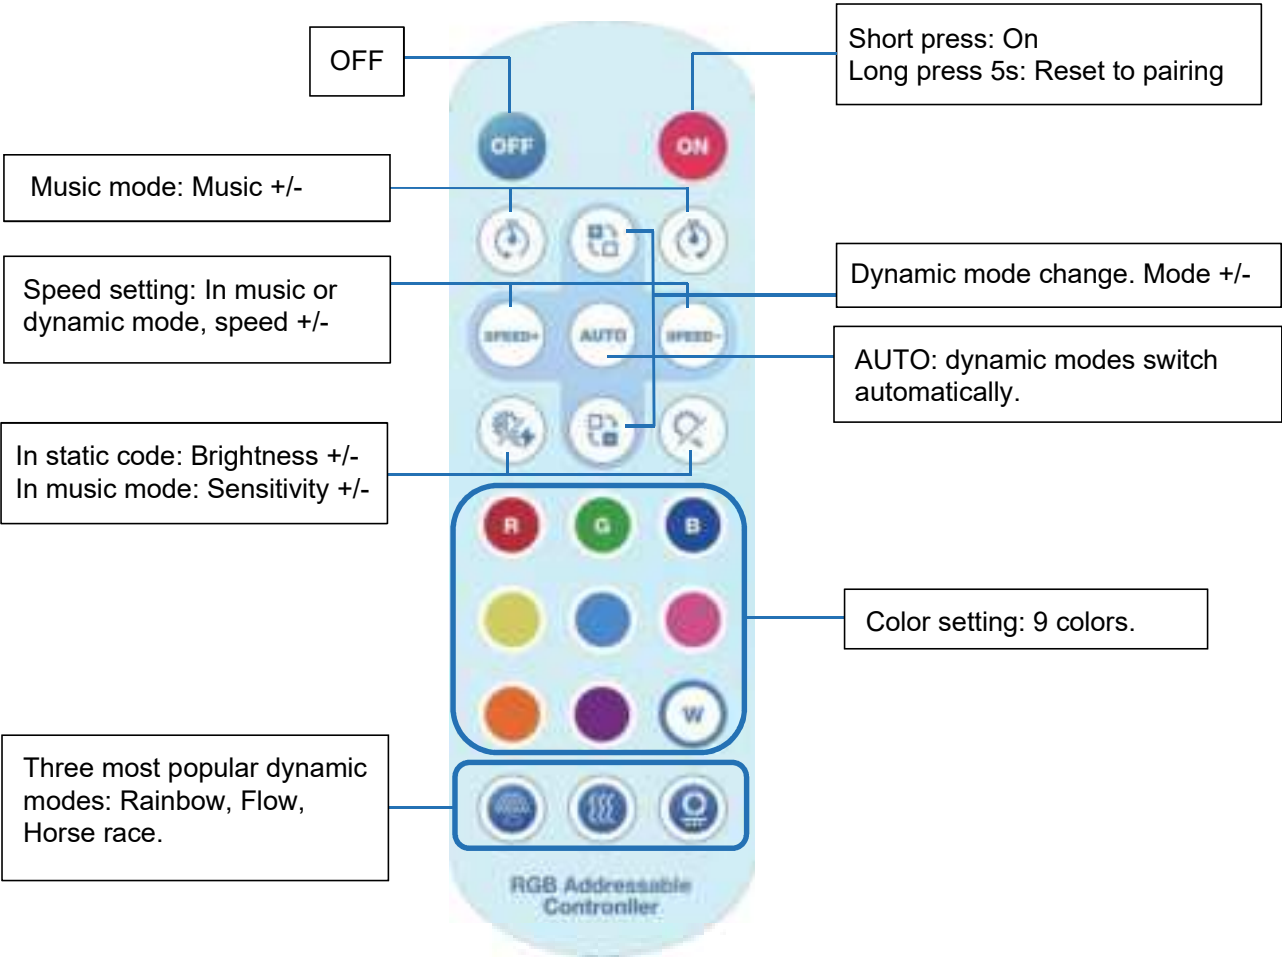 OFF
Short press: On
Long press 5s: Reset to pairing
OFF
ON
Music mode: Music +/-
Speed setting: In music or
dynamic mode, speed +/-
Dynamic mode change. Mode +/-
SPEED+
AUTO
SPEED-
AUTO: dynamic modes switch
automatically.
In static code: Brightness +/-
In music mode: Sensitivity +/-
R
G
B
Color setting: 9 colors.
W
Three most popular dynamic
modes: Rainbow, Flow,
Horse race.
RGB Addressable
Contronller